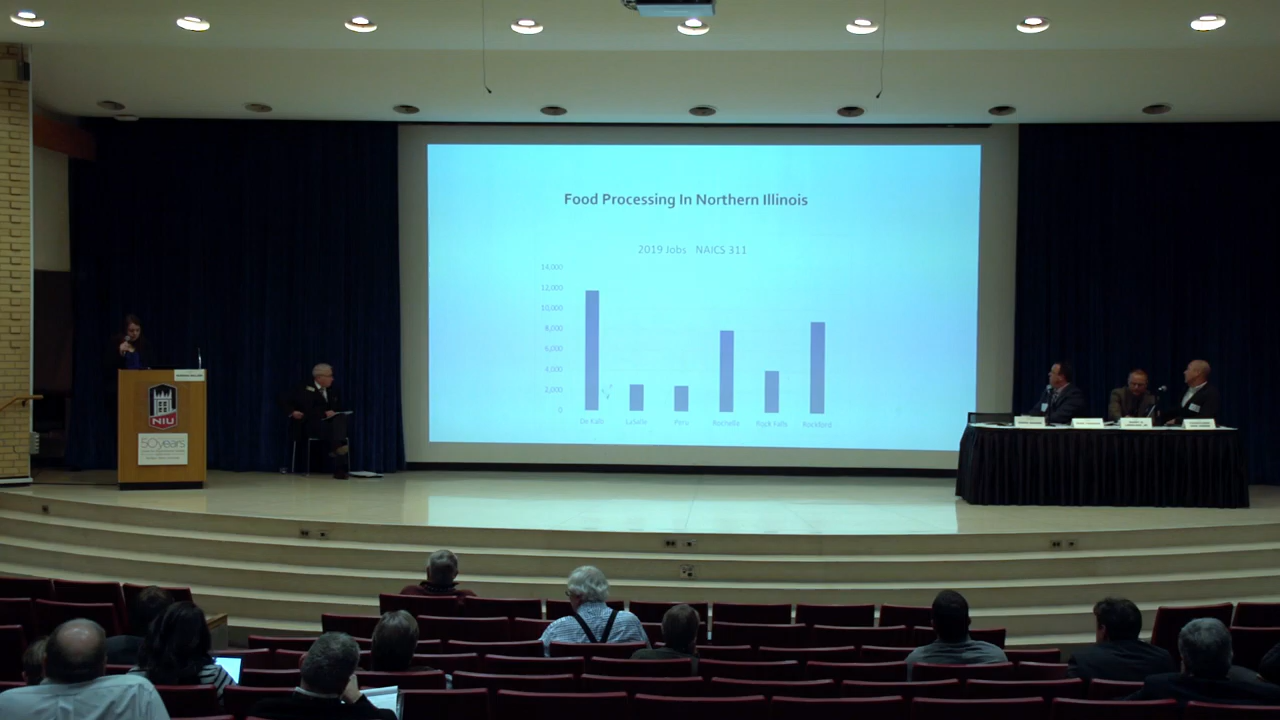 Food Processing In Northern Illinois
2019 Jobs NAICS 311
14,000
12,000
10,000
8,000
6,000
4,000
2,000
0
De Kalb
LaSalle
Peru
Rochelle
Rock Falls
Rockford
NIU
50years